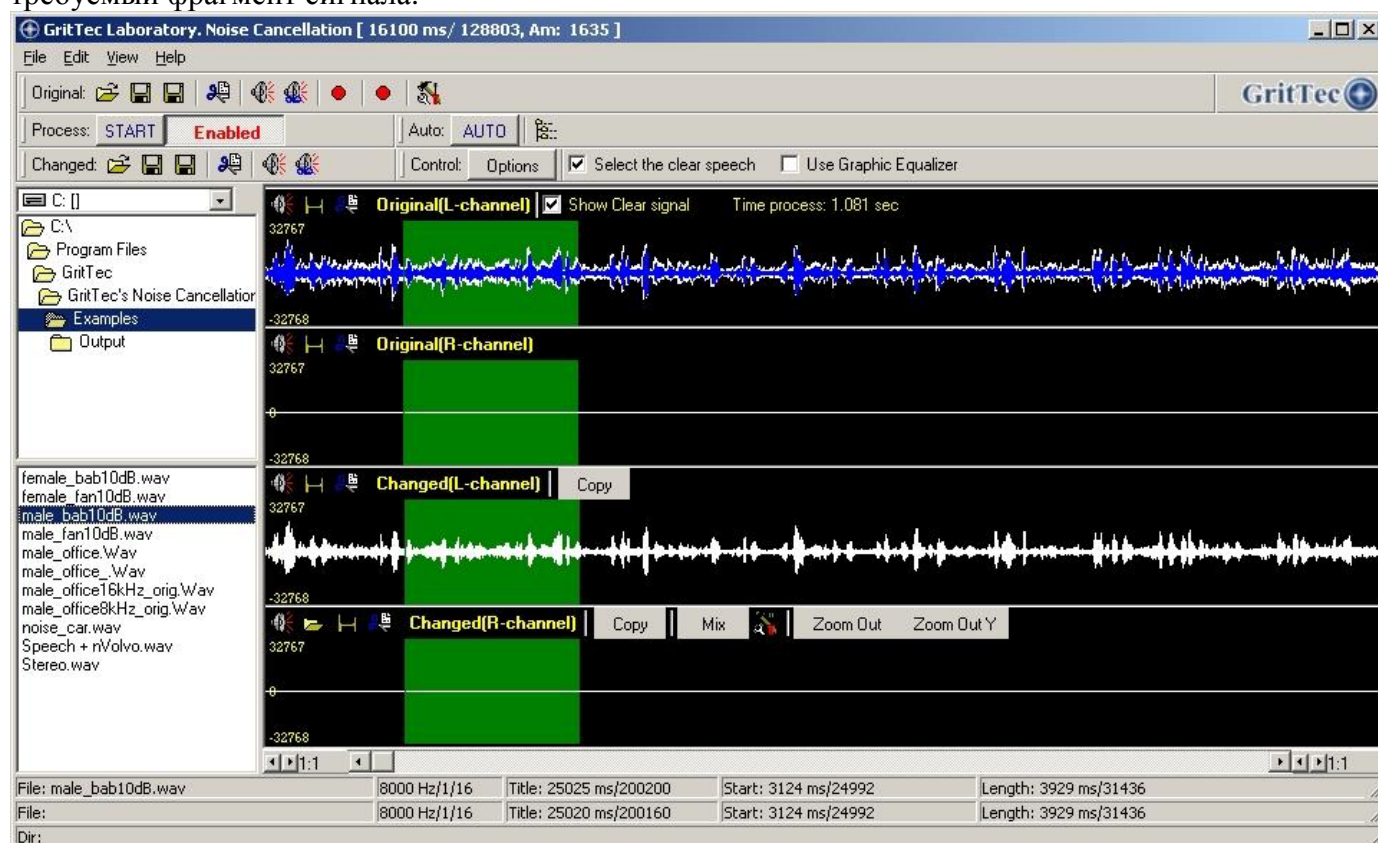 требуемый фрагмент сигнала.
GritTec Laboratory. Noise Cancellation [ 16100 ms/ 128803, Am: 1635 ]
File Edit View Help
Original:
GritTec
Process: START Enabled Auto: AUTO
Changed: Control: Options Select the clear speech Use Graphic Equalizer
C: []
C:\
Program Files
GritTec
GritTec's Noise Cancellation
Examples
Output
female_bab10dB.wav
female_fan10dB.wav
male_bab10dB.wav
male_fan10dB.wav
male_office.Wav
male_office_.Wav
male_office16kHz_orig.Wav
male_office8kHz_orig.Wav
noise_car.wav
Speech + nVolvo.wav
Stereo.wav
Original(L-channel) Show Clear signal Time process: 1.081 sec
32767
-32768
Original(R-channel)
32767
0
-32768
Changed(L-channel) Copy
32767
-32768
Changed(R-channel) Copy Mix Zoom Out Zoom Out Y
32767
0
-32768
1:1 1:1
File: male_bab10dB.wav 8000 Hz/1/16 Title: 25025 ms/200200 Start: 3124 ms/24992 Length: 3929 ms/31436
File: 8000 Hz/1/16 Title: 25020 ms/200160 Start: 3124 ms/24992 Length: 3929 ms/31436
Dir: